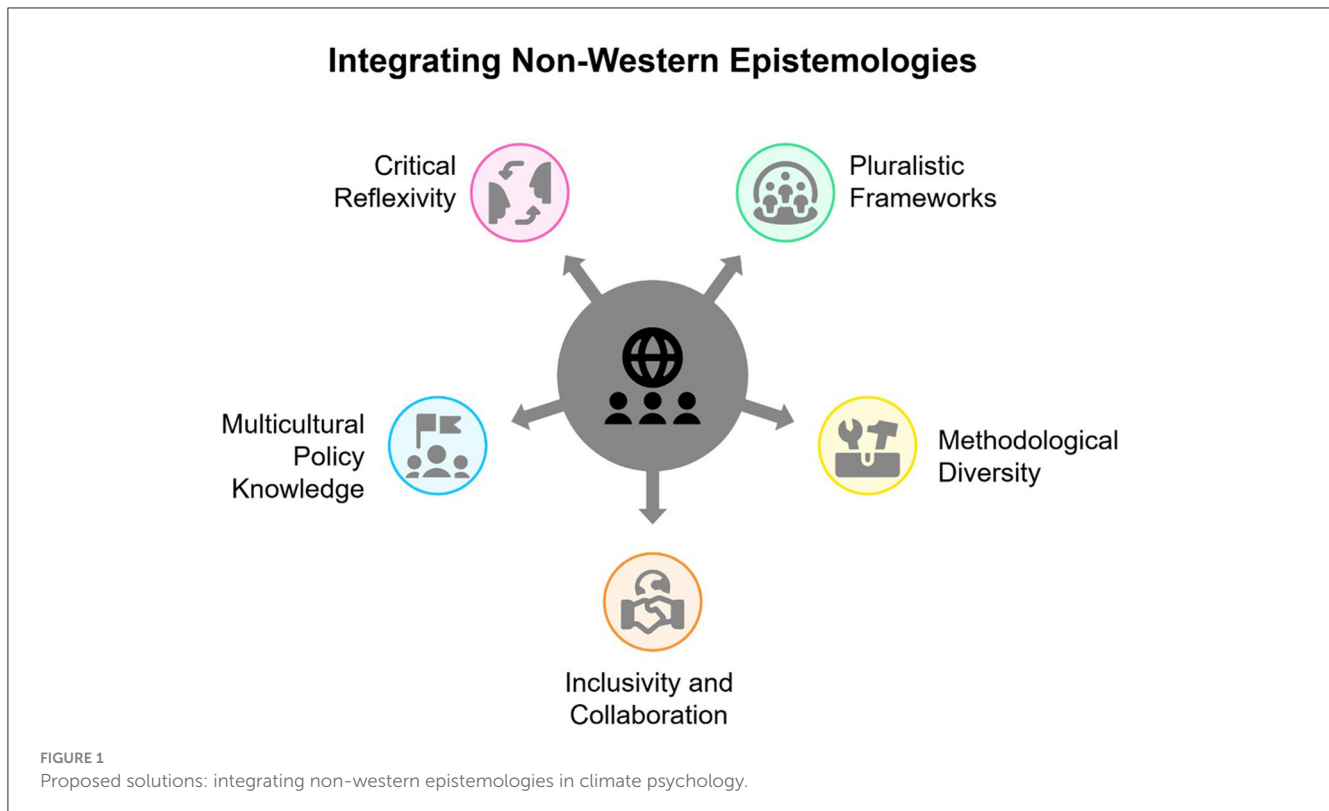 Integrating Non-Western Epistemologies
Critical
Reflexivity
Pluralistic
Frameworks
Multicultural
Policy
Knowledge
Methodological
Diversity
Inclusivity and
Collaboration
FIGURE 1
Proposed solutions: integrating non-western epistemologies in climate psychology.